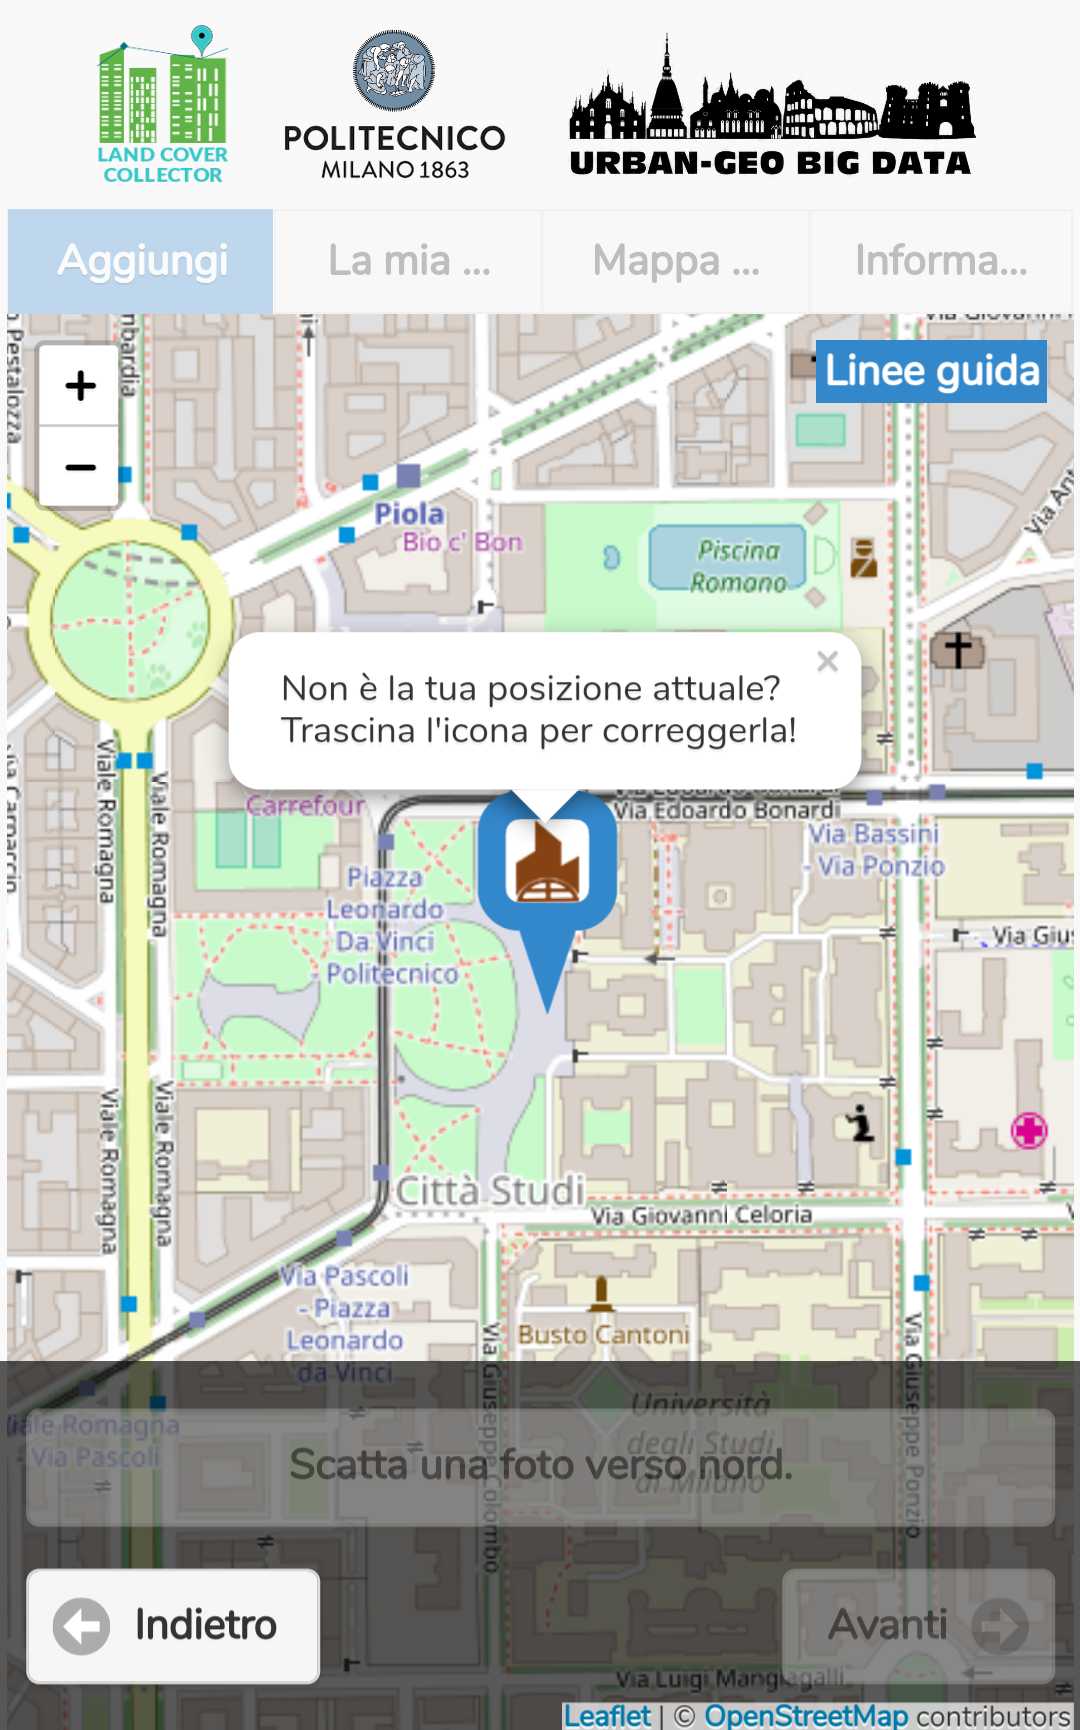 LAND COVER
COLLECTOR
POLITECNICO
MILANO 1863
URBAN-GEO BIG DATA
Aggiungi
La mia ...
Mappa ...
Informa...
+
Linee guida
−
Piola
Bio c' Bon
Piscina
Romano
Via Ant
Non è la tua posizione attuale?
Trascina l'icona per correggerla!
×
Viale Romagna
Viale Romagna
Carrefour
Via Edoardo Bonardi
Via Bassini
- Via Ponzio
Piazza
Leonardo
Da Vinci
- Politecnico
Via Gius
Viale Romagna
Viale Romagna
Città Studi
Via Giovanni Celoria
Via Pascoli
- Piazza
Leonardo
da Vinci
Busto Cantoni
Via Giuseppe Colombo
Via Giuseppe Ponzio
Università
degli Studi
di Milano
Viale Romagna
Via Pascoli
Scatta una foto verso nord.
Indietro
Avanti
Via Luigi Mangiagalli
Leaflet | © OpenStreetMap contributors